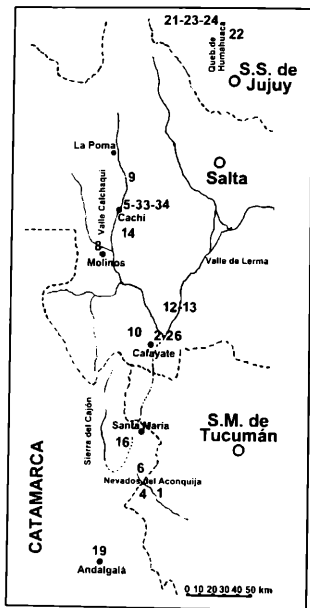 21-23-24
22
Queb.de
Humahuaca
S.S. de
Jujuy
La Poma
Salta
9
Valle Calchaqui
5-33-34
Cachi
14
8
Molinos
Valle de Lerma
12-13
10
2-26
Cafayate
Sierra del Cajón
Santa Maria
16
S.M. de
Tucumán
6
Nevados del Aconquija
4
1
CATAMARCA
19
Andalgalá
0 10 20 30 40 50 km